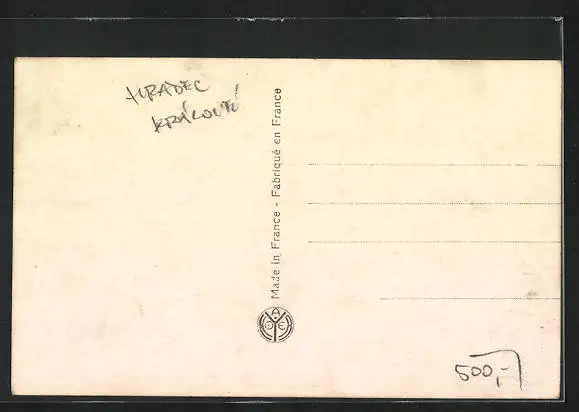 HRADEC
KRÁLOVÉ
Made in France - Fabriqué en France
500,-